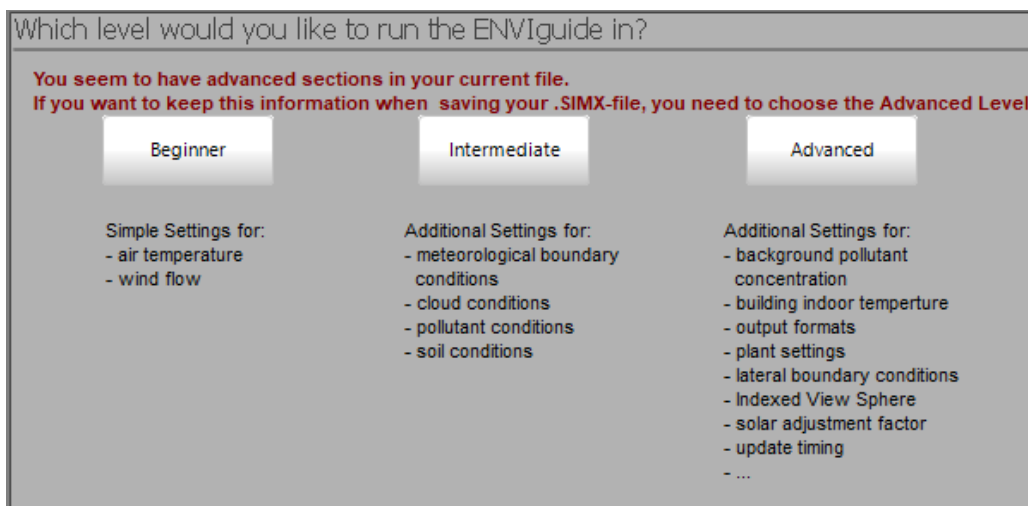 Which level would you like to run the ENVIguide in?
You seem to have advanced sections in your current file.
If you want to keep this information when saving your .SIMX-file, you need to choose the Advanced Level
Beginner
Intermediate
Advanced
Simple Settings for:
- air temperature
- wind flow
Additional Settings for:
- meteorological boundary
conditions
- cloud conditions
- pollutant conditions
- soil conditions
Additional Settings for:
- background pollutant
concentration
- building indoor temperture
- output formats
- plant settings
- lateral boundary conditions
- Indexed View Sphere
- solar adjustment factor
- update timing
- ...